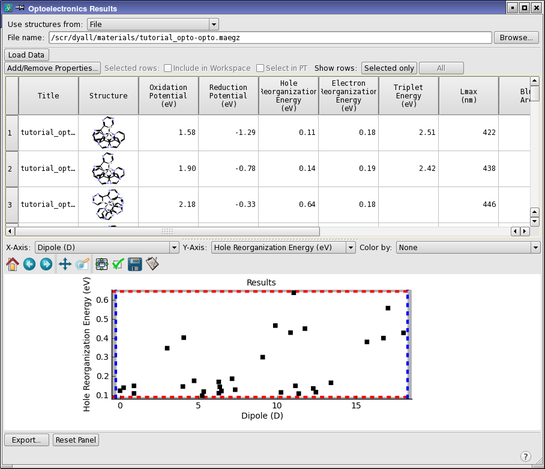 Optoelectronics Results
Use structures from: File
File name: /scr/dyall/materials/tutorial_opto-opto.maegz Browse...
Load Data
Add/Remove Properties... Selected rows: Include in Workspace Select in PT Show rows: Selected only All
Title Structure Oxidation Potential (eV) Reduction Potential (eV) Hole Reorganization Energy (eV) Electron Reorganization Energy (eV) Triplet Energy (eV) Lmax (nm)
1 tutorial_opt... 1.58 -1.29 0.11 0.18 2.51 422
2 tutorial_opt... 1.90 -0.78 0.14 0.19 2.42 438
3 tutorial_opt... 2.18 -0.33 0.64 0.18 446
X-Axis: Dipole (D) Y-Axis: Hole Reorganization Energy (eV) Color by: None
Results
Hole Reorganization Energy (eV)
0.6
0.5
0.4
0.3
0.2
0.1
0 5 10 15
Dipole (D)
Export... Reset Panel
?